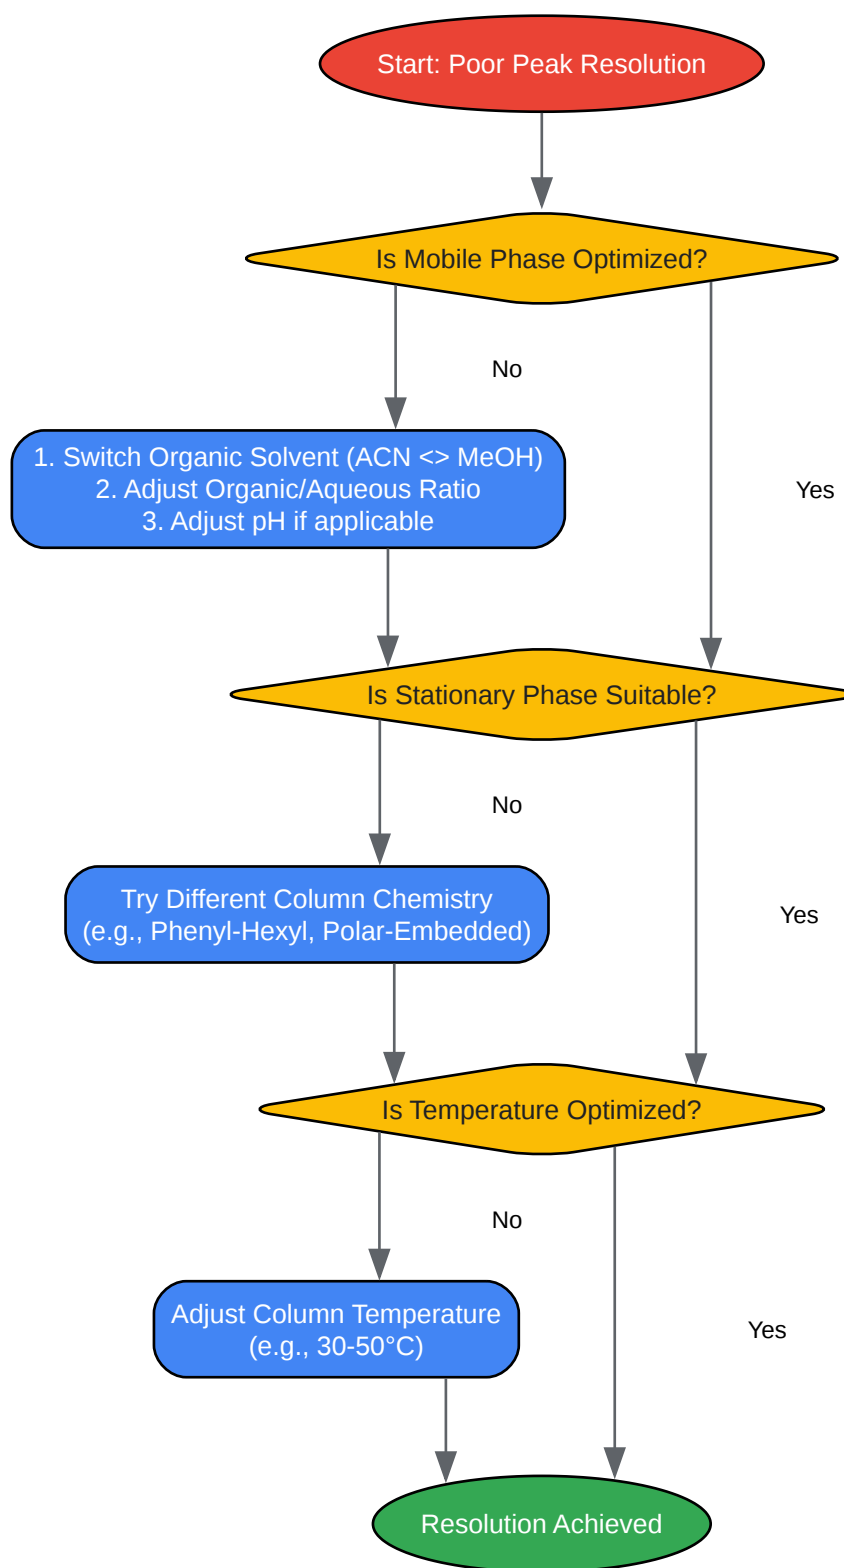 Start: Poor Peak Resolution
Is Mobile Phase Optimized?
No
1. Switch Organic Solvent (ACN <> MeOH)
2. Adjust Organic/Aqueous Ratio
3. Adjust pH if applicable
Yes
Is Stationary Phase Suitable?
No
Try Different Column Chemistry
(e.g., Phenyl-Hexyl, Polar-Embedded)
Yes
Is Temperature Optimized?
No
Adjust Column Temperature
(e.g., 30-50°C)
Yes
Resolution Achieved